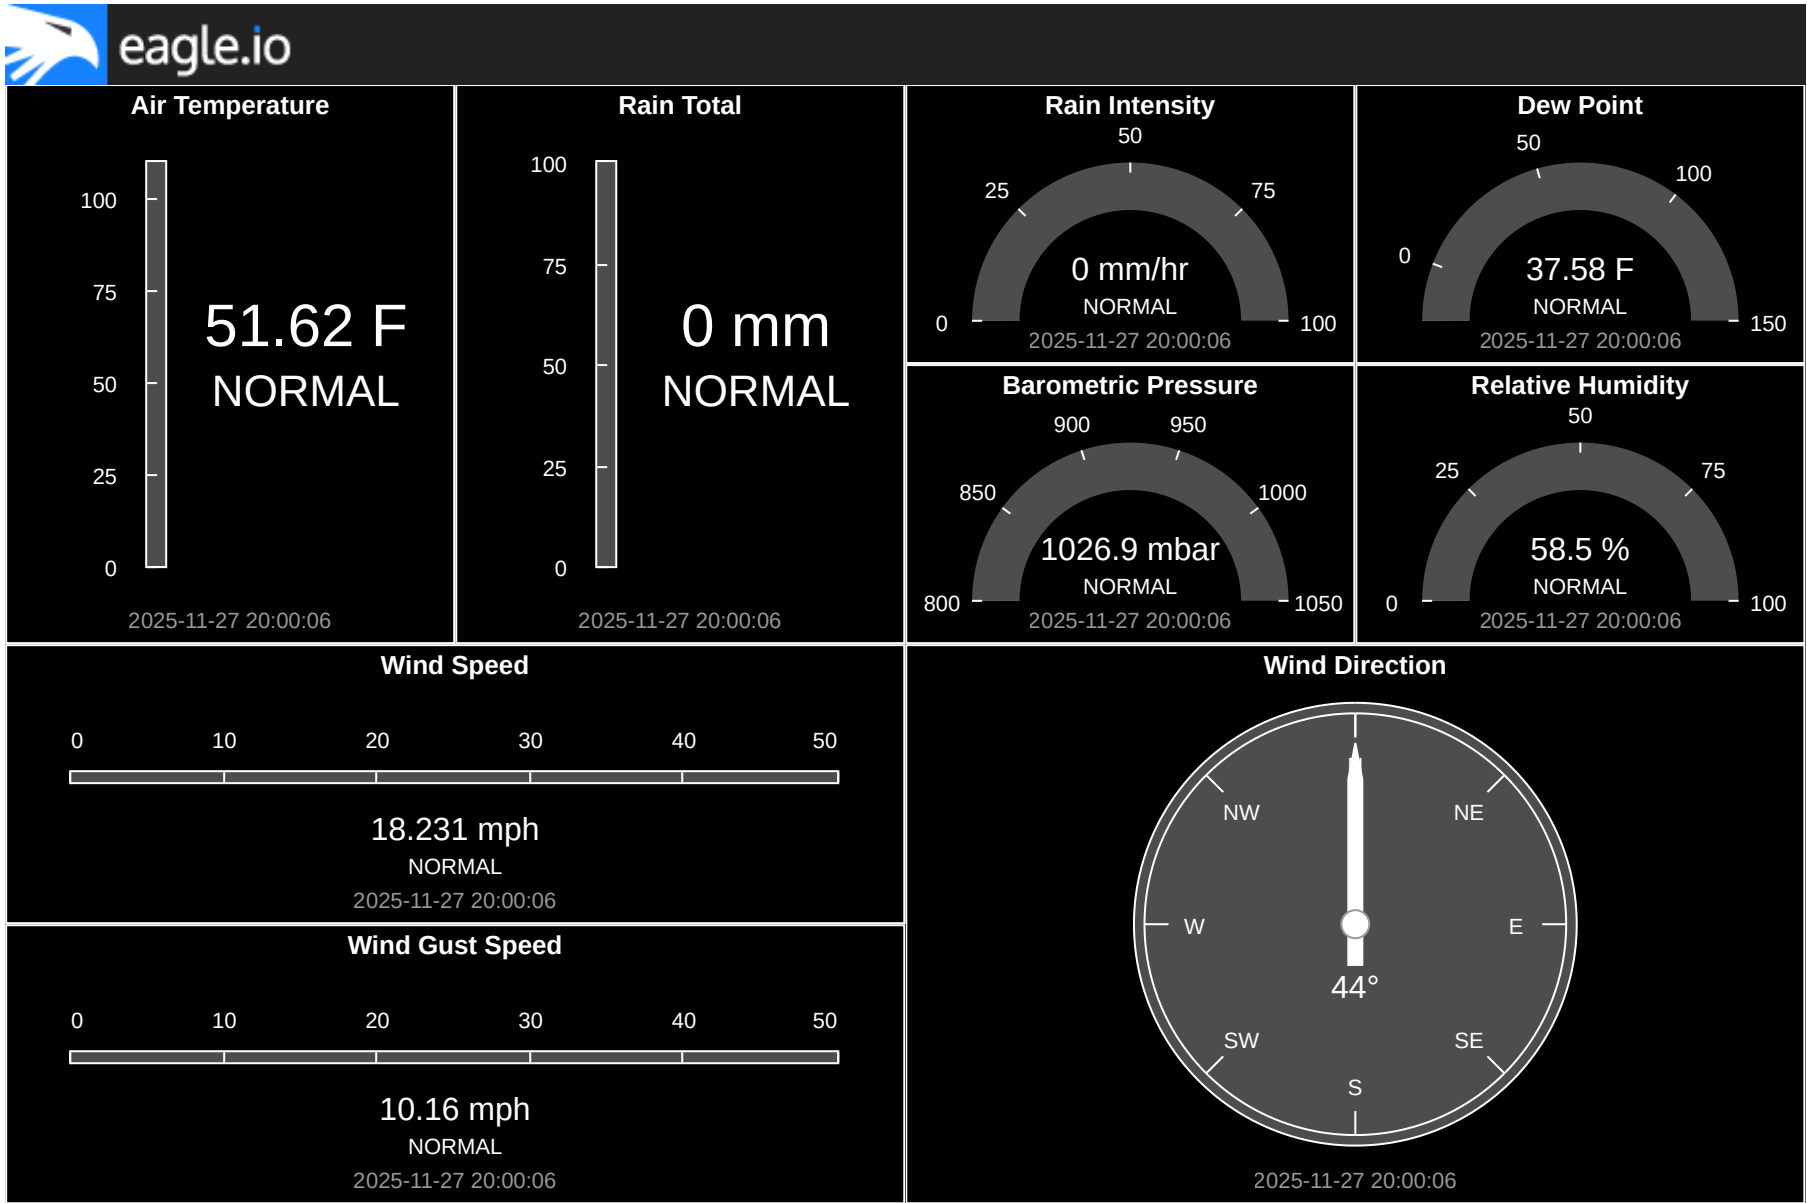 eagle.io
Air Temperature
100
75
50
25
0
51.62 F
NORMAL
2025-11-27 20:00:06
Rain Total
100
75
50
25
0
0 mm
NORMAL
2025-11-27 20:00:06
Rain Intensity
50
25
75
0
100
0 mm/hr
NORMAL
2025-11-27 20:00:06
Dew Point
50
100
0
150
37.58 F
NORMAL
2025-11-27 20:00:06
Barometric Pressure
900
950
850
1000
800
1050
1026.9 mbar
NORMAL
2025-11-27 20:00:06
Relative Humidity
50
25
75
0
100
58.5 %
NORMAL
2025-11-27 20:00:06
Wind Speed
0 10 20 30 40 50
18.231 mph
NORMAL
2025-11-27 20:00:06
Wind Gust Speed
0 10 20 30 40 50
10.16 mph
NORMAL
2025-11-27 20:00:06
Wind Direction
NW NE
W E
44°
SW SE
S
2025-11-27 20:00:06